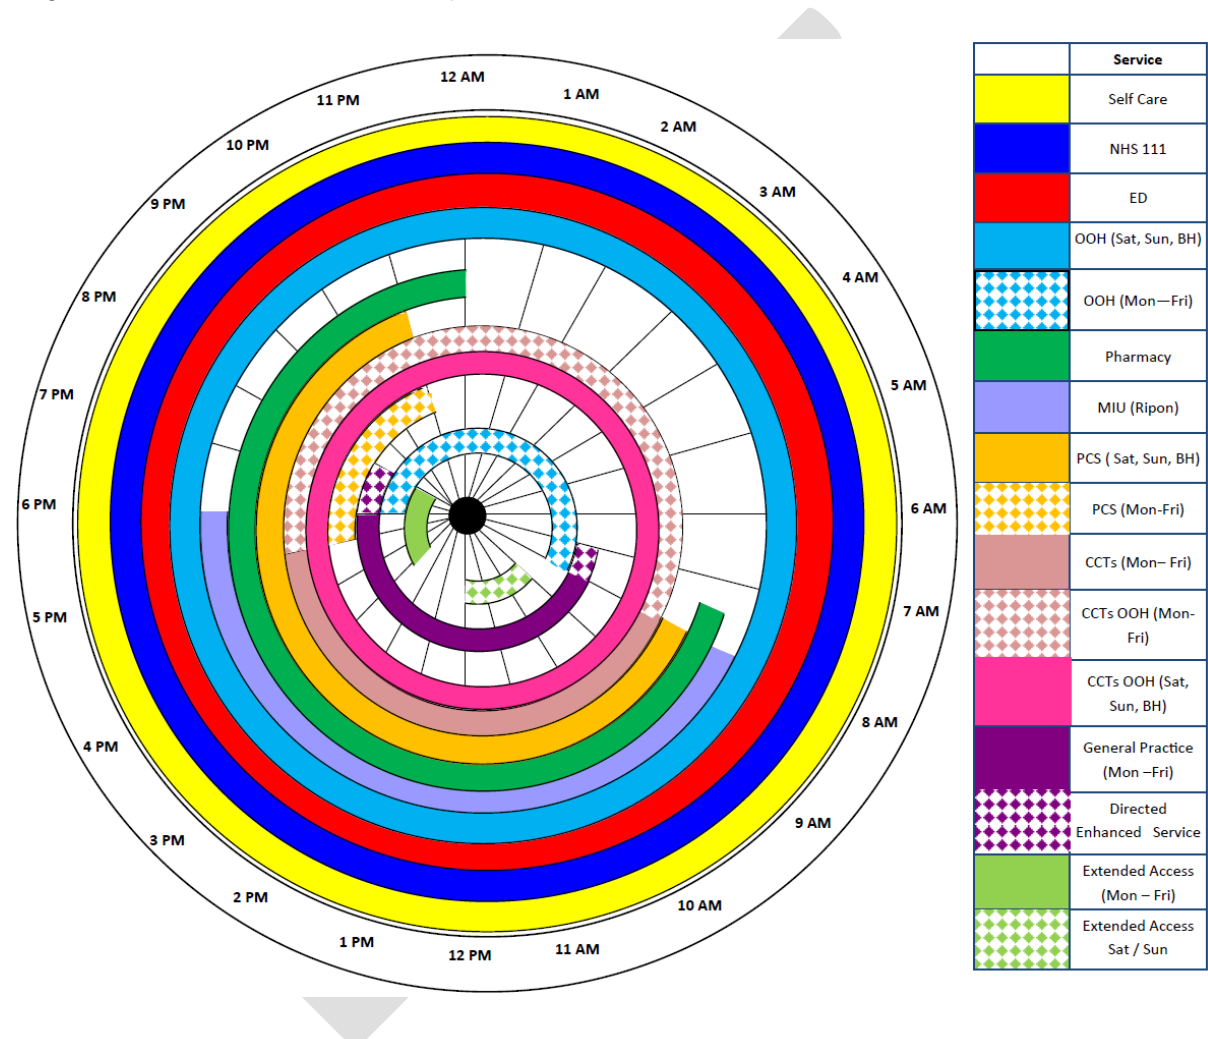 12 AM
1 AM
2 AM
3 AM
4 AM
5 AM
6 AM
7 AM
8 AM
9 AM
10 AM
11 AM
12 PM
1 PM
2 PM
3 PM
4 PM
5 PM
6 PM
7 PM
8 PM
9 PM
10 PM
11 PM
Service
Self Care
NHS 111
ED
OOH (Sat, Sun, BH)
OOH (Mon—Fri)
Pharmacy
MIU (Ripon)
PCS ( Sat, Sun, BH)
PCS (Mon-Fri)
CCTs (Mon– Fri)
CCTs OOH (Mon-
Fri)
CCTs OOH (Sat,
Sun, BH)
General Practice
(Mon –Fri)
Directed
Enhanced Service
Extended Access
(Mon – Fri)
Extended Access
Sat / Sun